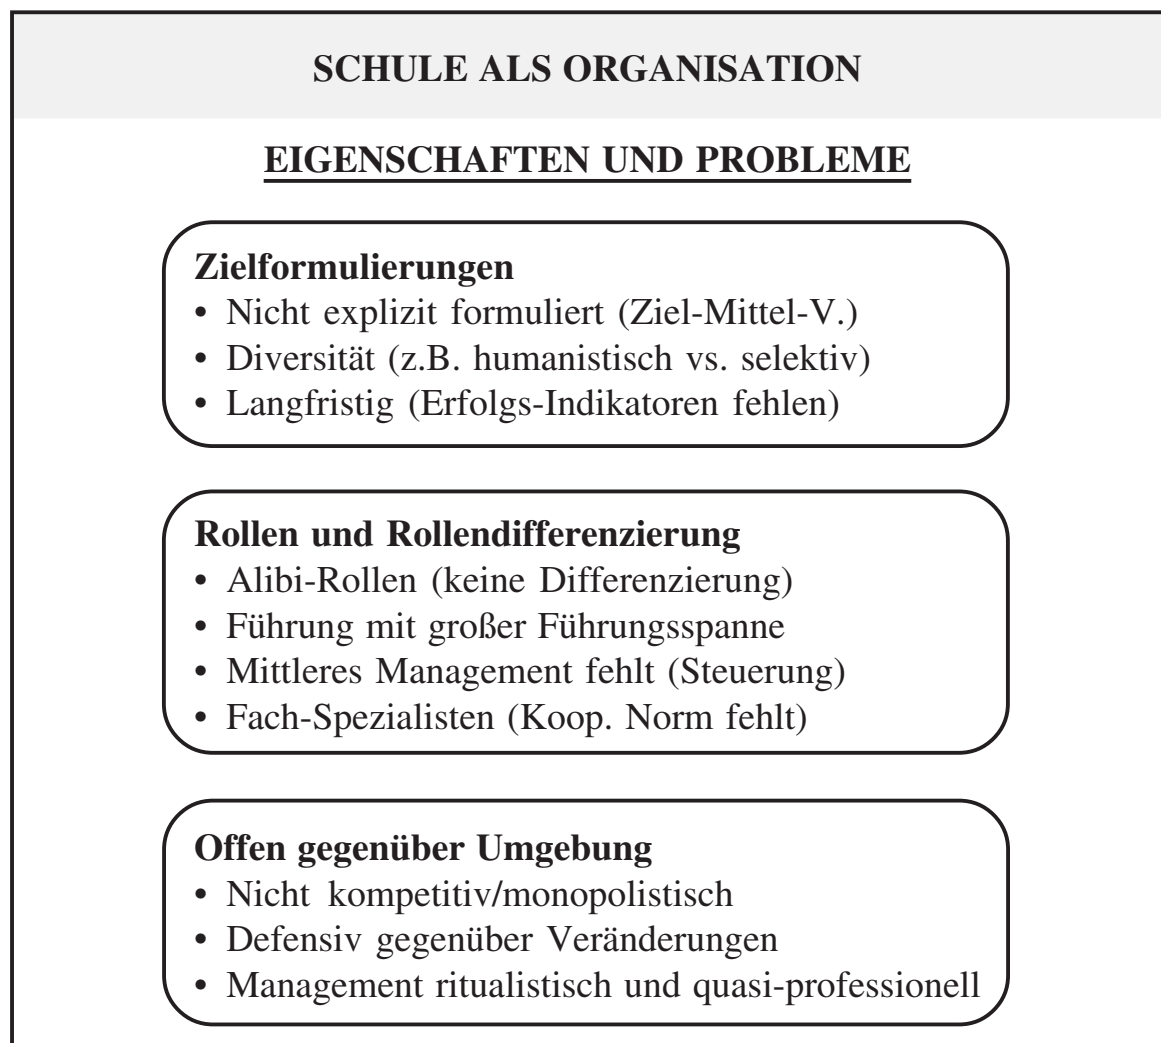 SCHULE ALS ORGANISATION
EIGENSCHAFTEN UND PROBLEME
Zielformulierungen
• Nicht explizit formuliert (Ziel-Mittel-V.)
• Diversität (z.B. humanistisch vs. selektiv)
• Langfristig (Erfolgs-Indikatoren fehlen)
Rollen und Rollendifferenzierung
• Alibi-Rollen (keine Differenzierung)
• Führung mit großer Führungsspanne
• Mittleres Management fehlt (Steuerung)
• Fach-Spezialisten (Koop. Norm fehlt)
Offen gegenüber Umgebung
• Nicht kompetitiv/monopolistisch
• Defensiv gegenüber Veränderungen
• Management ritualistisch und quasi-professionell